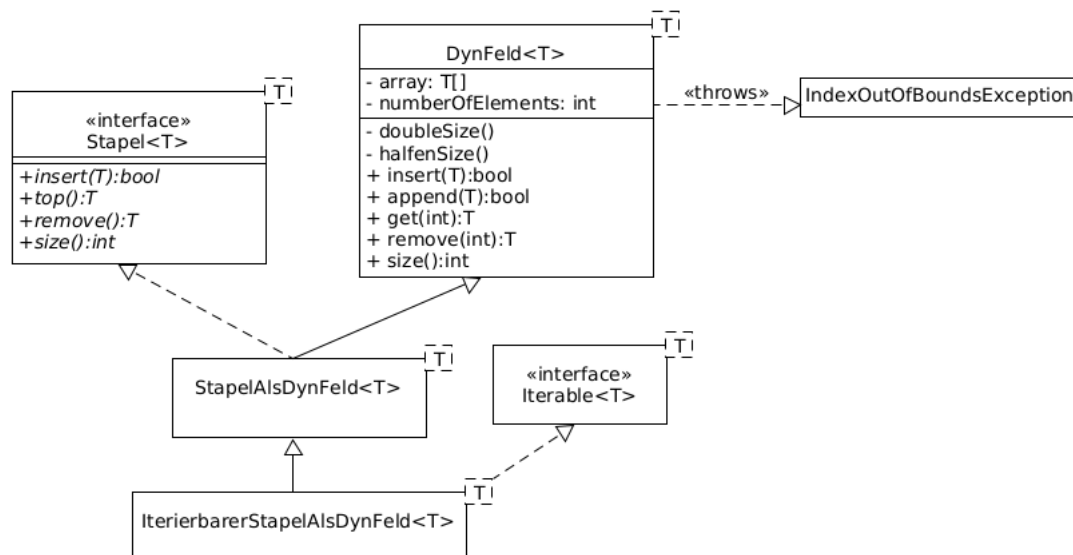 T
DynFeld<T>
- array: T[]
- numberOfElements: int
- doubleSize()
- halfenSize()
+ insert(T):bool
+ append(T):bool
+ get(int):T
+ remove(int):T
+ size():int
«throws»
IndexOutOfBoundsException
T
«interface»
Stapel<T>
+insert(T):bool
+top():T
+remove():T
+size():int
T
StapelAlsDynFeld<T>
T
«interface»
Iterable<T>
T
IterierbarerStapelAlsDynFeld<T>